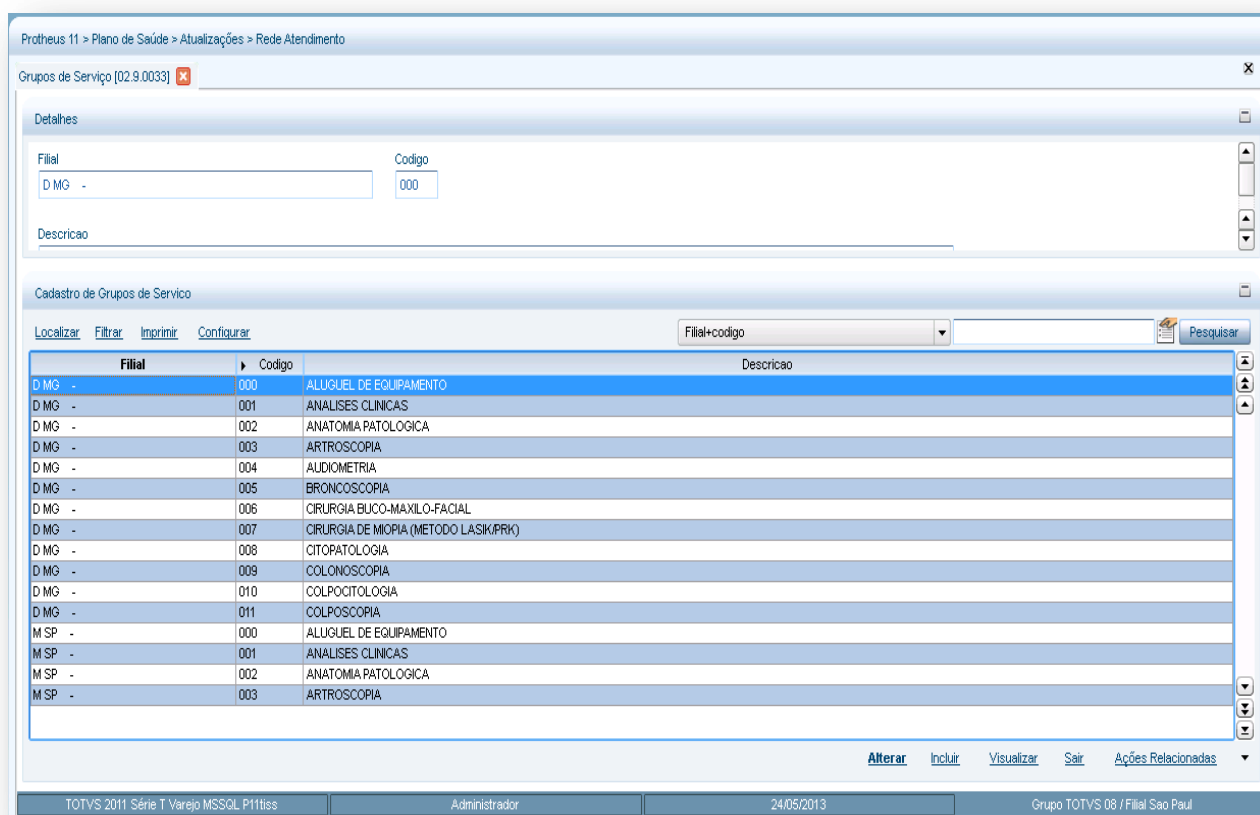 Protheus 11 > Plano de Saúde > Atualizações > Rede Atendimento
Grupos de Serviço [02.9.0033]
Detalhes
Filial Codigo
D MG - 000
Descricao
Cadastro de Grupos de Servico
Localizar Filtrar Imprimir Configurar Filial+codigo Pesquisar
Filial Codigo Descricao
D MG - 000 ALUGUEL DE EQUIPAMENTO
D MG - 001 ANALISES CLINICAS
D MG - 002 ANATOMIA PATOLOGICA
D MG - 003 ARTROSCOPIA
D MG - 004 AUDIOMETRIA
D MG - 005 BRONCOSCOPIA
D MG - 006 CIRURGIA BUCO-MAXILO-FACIAL
D MG - 007 CIRURGIA DE MIOPIA (METODO LASIK/PRK)
D MG - 008 CITOPATOLOGIA
D MG - 009 COLONOSCOPIA
D MG - 010 COLPOCITOLOGIA
D MG - 011 COLPOSCOPIA
M SP - 000 ALUGUEL DE EQUIPAMENTO
M SP - 001 ANALISES CLINICAS
M SP - 002 ANATOMIA PATOLOGICA
M SP - 003 ARTROSCOPIA
Alterar Incluir Visualizar Sair Ações Relacionadas
TOTVS 2011 Série T Varejo MSSQL P11tiss Administrador 24/05/2013 Grupo TOTVS 08 / Filial Sao Paul